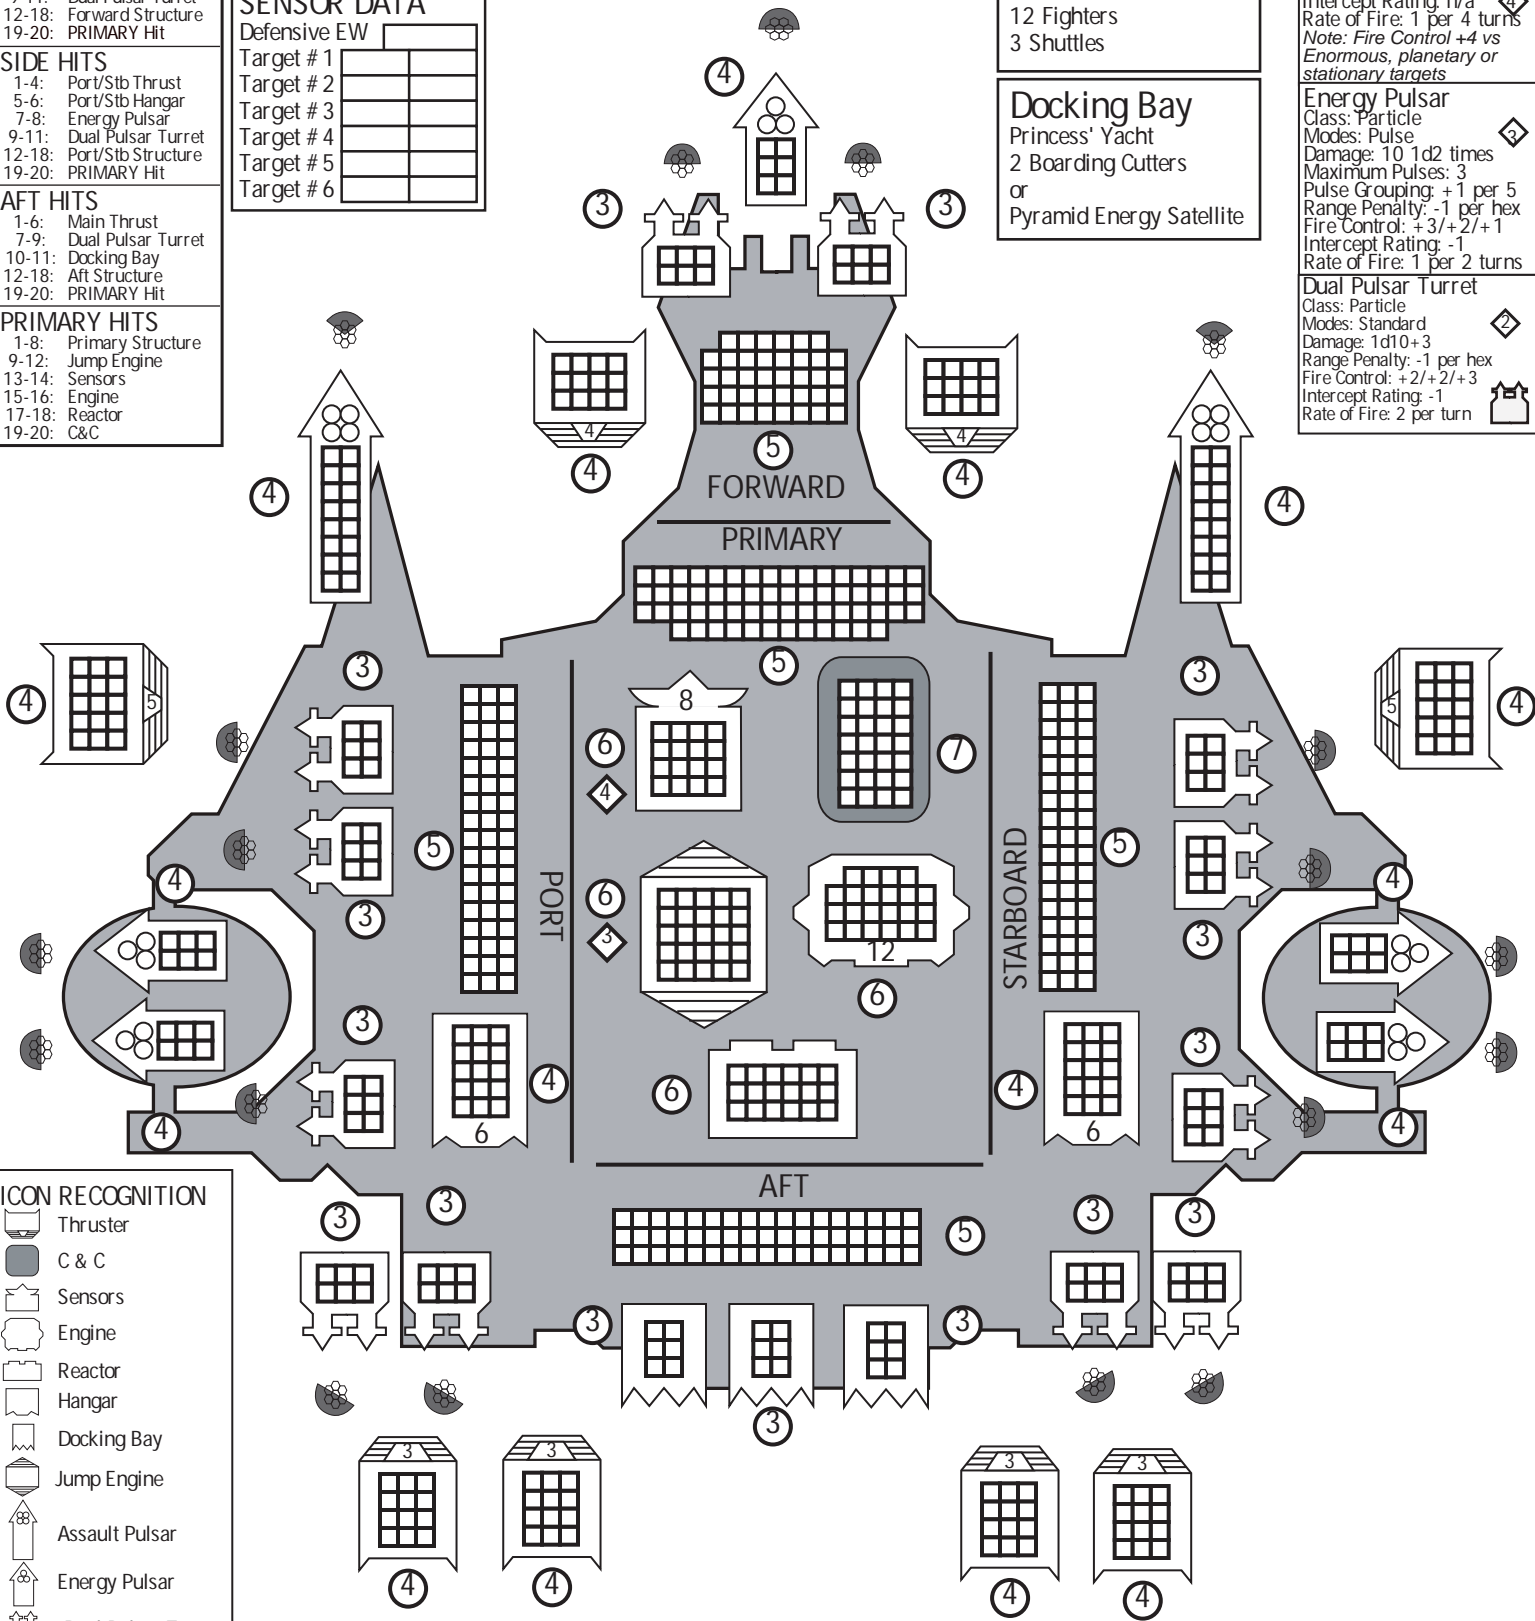 12-18: Forward Structure
19-20: PRIMARY Hit
SIDE HITS
1-4: Port/Stb Thrust
5-6: Port/Stb Hangar
7-8: Energy Pulsar
9-11: Dual Pulsar Turret
12-18: Port/Stb Structure
19-20: PRIMARY Hit
AFT HITS
1-6: Main Thrust
7-9: Dual Pulsar Turret
10-11: Docking Bay
12-18: Aft Structure
19-20: PRIMARY Hit
PRIMARY HITS
1-8: Primary Structure
9-12: Jump Engine
13-14: Sensors
15-16: Engine
17-18: Reactor
19-20: C&C
SENSOR DATA
Defensive EW
Target # 1
Target # 2
Target # 3
Target # 4
Target # 5
Target # 6
12 Fighters
3 Shuttles
Docking Bay
Princess' Yacht
2 Boarding Cutters
or
Pyramid Energy Satellite
Intercept Rating: n/a
4
Rate of Fire: 1 per 4 turns
Note: Fire Control +4 vs
Enormous, planetary or
stationary targets
Energy Pulsar
Class: Particle
Modes: Pulse
3
Damage: 10 1d2 times
Maximum Pulses: 3
Pulse Grouping: +1 per 5
Range Penalty: -1 per hex
Fire Control: +3/+2/+1
Intercept Rating: -1
Rate of Fire: 1 per 2 turns
Dual Pulsar Turret
Class: Particle
Modes: Standard
2
Damage: 1d10+3
Range Penalty: -1 per hex
Fire Control: +2/+2/+3
Intercept Rating: -1
Rate of Fire: 2 per turn
4
3 3
4 4
4 5 4
FORWARD
4 4
PRIMARY
5
3 3
4 5 8 5 4
6 7
4
5 5
PORT STARBOARD
4 6 4
3 12
6
3 3
4 6 4
6 6
4 4
AFT
3 3 3 3
5
3 3
3
3 3 3 3
4 4 4 4
ICON RECOGNITION
Thruster
C & C
Sensors
Engine
Reactor
Hangar
Docking Bay
Jump Engine
Assault Pulsar
Energy Pulsar